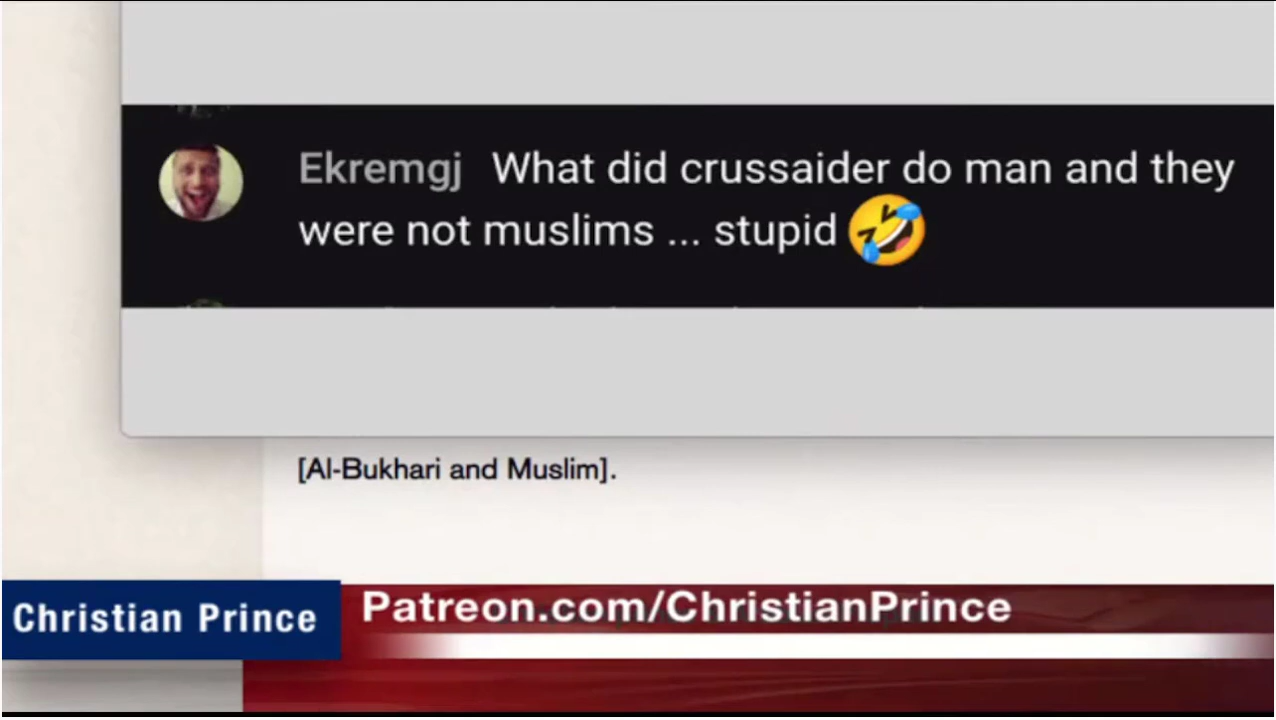 Ekremgj What did crussaider do man and they
were not muslims ... stupid 🤣
[Al-Bukhari and Muslim].
Christian Prince
Patreon.com/ChristianPrince